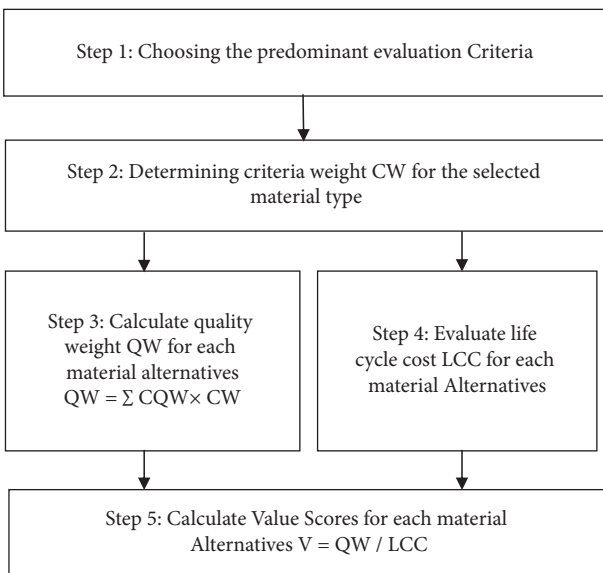 Step 1: Choosing the predominant evaluation Criteria
Step 2: Determining criteria weight CW for the selected
material type
Step 3: Calculate quality
weight QW for each
material alternatives
QW = ∑ CQW× CW
Step 4: Evaluate life
cycle cost LCC for each
material Alternatives
Step 5: Calculate Value Scores for each material
Alternatives V = QW / LCC